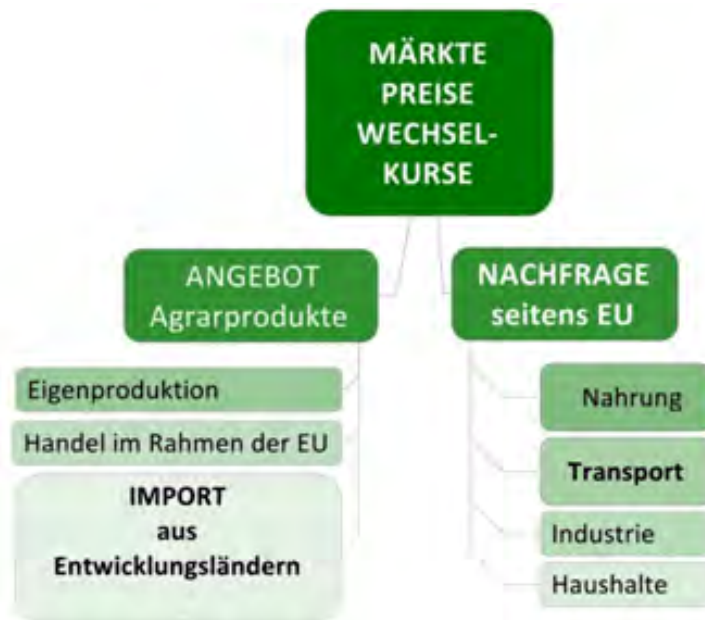 MÄRKTE
PREISE
WECHSEL-
KURSE
ANGEBOT
Agrarprodukte
NACHFRAGE
seitens EU
Eigenproduktion
Handel im Rahmen der EU
IMPORT
aus
Entwicklungsländern
Nahrung
Transport
Industrie
Haushalte